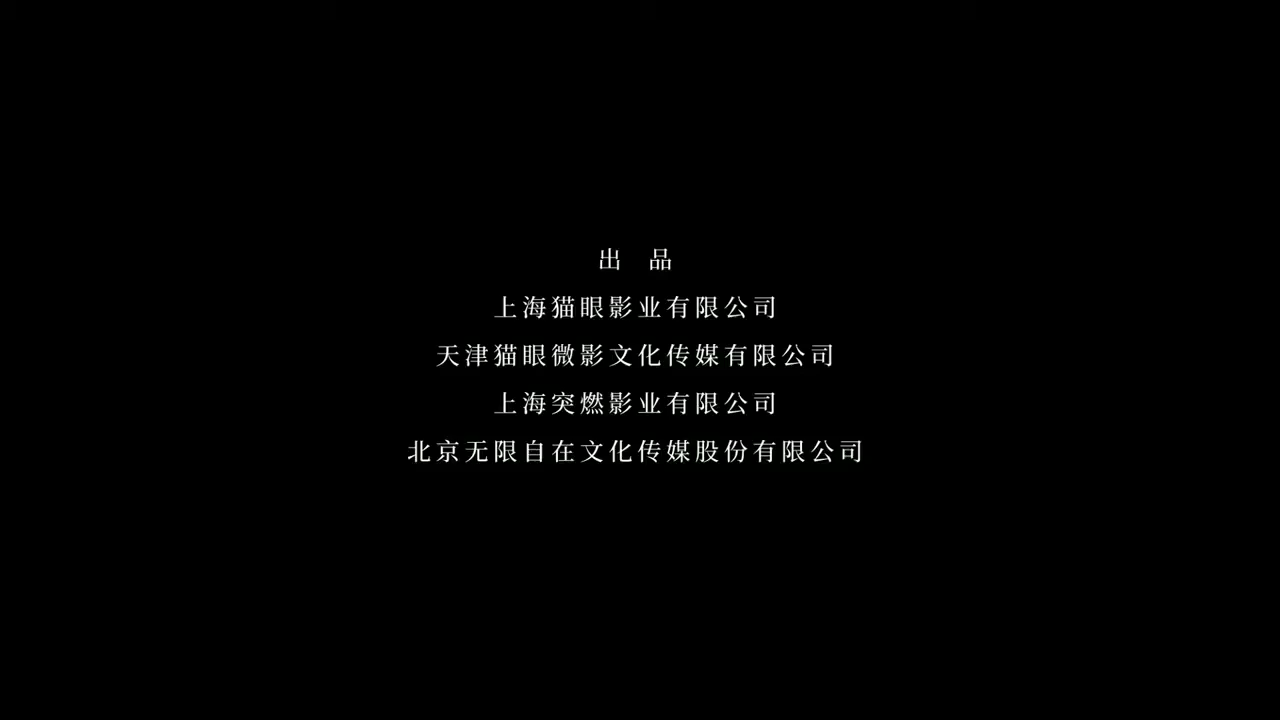 出 品
上海猫眼影业有限公司
天津猫眼微影文化传媒有限公司
上海突燃影业有限公司
北京无限自在文化传媒股份有限公司